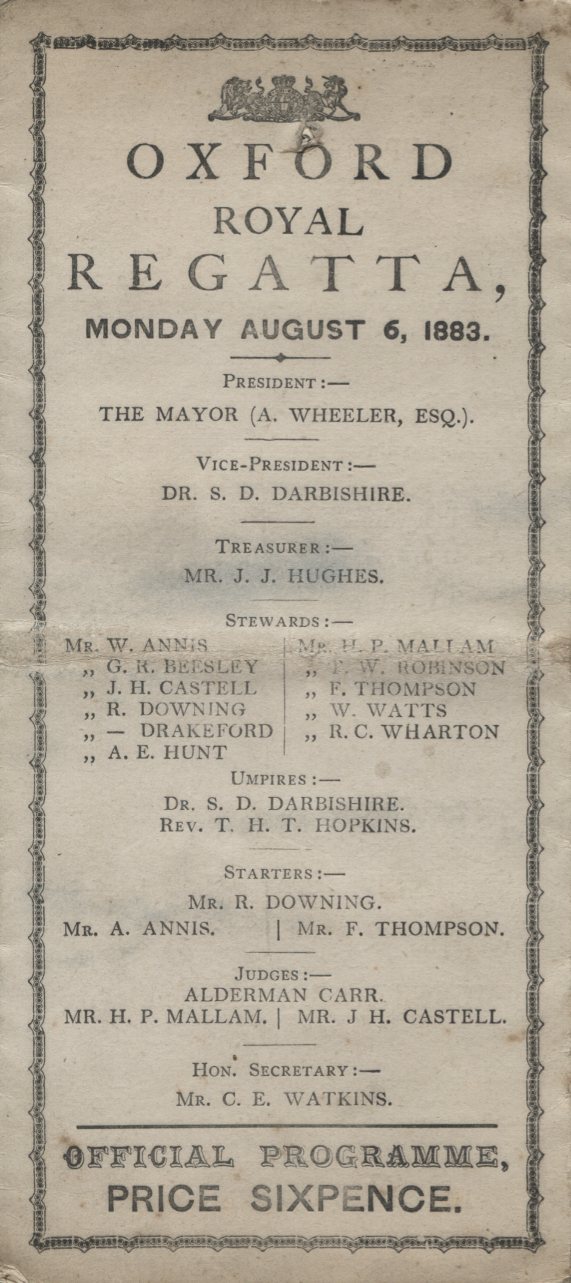 OXFORD
ROYAL
REGATTA,
MONDAY AUGUST 6, 1883.
PRESIDENT:—
THE MAYOR (A. WHEELER, ESQ.).
VICE-PRESIDENT:—
DR. S. D. DARBISHIRE.
TREASURER:—
MR. J. J. HUGHES.
STEWARDS:—
MR. W. ANNIS | MR. H. P. MALLAM
„ G. R. BEESLEY | „ F. W. ROBINSON
„ J. H. CASTELL | „ F. THOMPSON
„ R. DOWNING | „ W. WATTS
„ — DRAKEFORD | „ R. C. WHARTON
„ A. E. HUNT
UMPIRES:—
DR. S. D. DARBISHIRE.
REV. T. H. T. HOPKINS.
STARTERS:—
MR. R. DOWNING.
MR. A. ANNIS. | MR. F. THOMPSON.
JUDGES:—
ALDERMAN CARR.
MR. H. P. MALLAM. | MR. J H. CASTELL.
HON. SECRETARY:—
MR. C. E. WATKINS.
OFFICIAL PROGRAMME,
PRICE SIXPENCE.